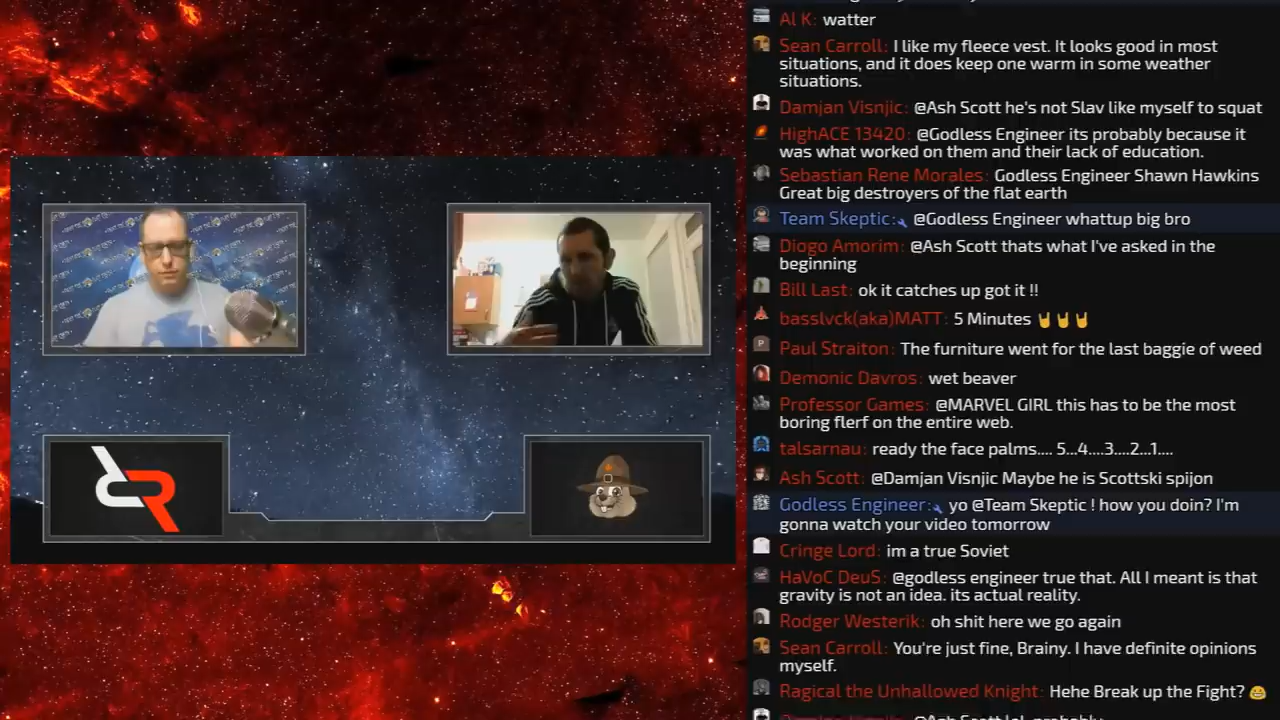 Al K: watter
Sean Carroll: I like my fleece vest. It looks good in most
situations, and it does keep one warm in some weather
situations.
Damjan Visnjic: @Ash Scott he's not Slav like myself to squat
HighACE 13420: @Godless Engineer its probably because it
was what worked on them and their lack of education.
Sebastian Rene Morales: Godless Engineer Shawn Hawkins
Great big destroyers of the flat earth
Team Skeptic: @Godless Engineer whattup big bro
Diogo Amorim: @Ash Scott thats what I've asked in the
beginning
Bill Last: ok it catches up got it !!
basslvck(aka)MATT: 5 Minutes 🤘🤘🤘
P Paul Straiton: The furniture went for the last baggie of weed
Demonic Davros: wet beaver
Professor Games: @MARVEL GIRL this has to be the most
boring flerf on the entire web.
talsarnau: ready the face palms.... 5...4....3....2...1....
Ash Scott: @Damjan Visnjic Maybe he is Scottski spijon
Godless Engineer: yo @Team Skeptic ! how you doin? I'm
gonna watch your video tomorrow
Cringe Lord: im a true Soviet
HaVoC DeuS: @godless engineer true that. All I meant is that
gravity is not an idea. its actual reality.
Rodger Westerik: oh shit here we go again
Sean Carroll: You're just fine, Brainy. I have definite opinions
myself.
Ragical the Unhallowed Knight: Hehe Break up the Fight? 😂
R